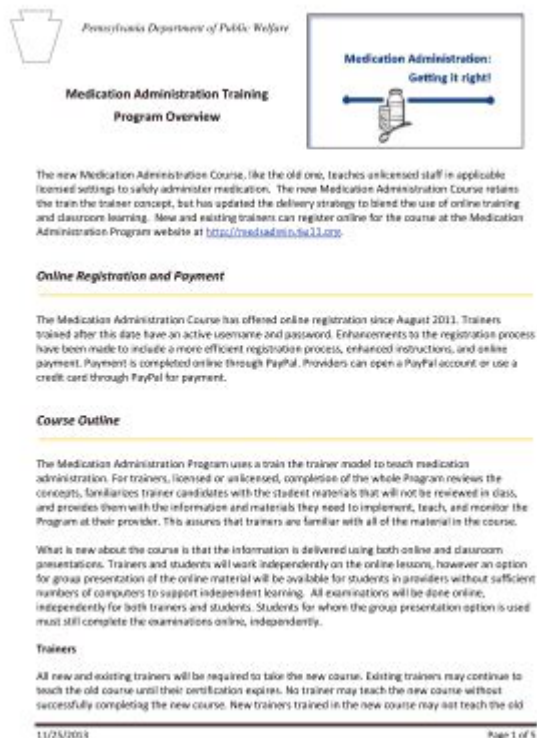 Pennsylvania Department of Public Welfare
Medication Administration:
Getting it right!
Medication Administration Training
Program Overview
The new Medication Administration Course, like the old one, teaches unlicensed staff in applicable
licensed settings to safely administer medication. The new Medication Administration Course retains
the train the trainer concept, but has updated the delivery strategy to blend the use of online training
and classroom learning. New and existing trainers can register online for the course at the Medication
Administration Program website at
Online Registration and Payment
The Medication Administration Course has offered online registration since August 2011. Trainers
trained after this date have an active username and password. Enhancements to the registration process
have been made to include a more efficient registration process, enhanced instructions, and online
payment. Payment is completed online through PayPal. Providers can open a PayPal account or use a
credit card through PayPal for payment.
Course Outline
The Medication Administration Program uses a train the trainer model to teach medication
administration. For trainers, licensed or unlicensed, completion of the whole Program reviews the
concepts, familiarizes trainer candidates with the student materials that will not be reviewed in class,
and provides them with the information and materials they need to implement, teach, and monitor the
Program at their provider. This assures that trainers are familiar with all of the material in the course.
What is new about the course is that the information is delivered using both online and classroom
presentations. Trainers and students will work independently on the online lessons, however an option
for group presentation of the online material will be available for students in providers without sufficient
numbers of computers to support independent learning. All examinations will be done online,
independently for both trainers and students. Students for whom the group presentation option is used
must still complete the examinations online, independently.
Trainers
All new and existing trainers will be required to take the new course. Existing trainers may continue to
teach the old course until their certification expires. No trainer may teach the new course without
successfully completing the new course. New trainers trained in the new course may not teach the old
11/25/2013 Page 1 of 5